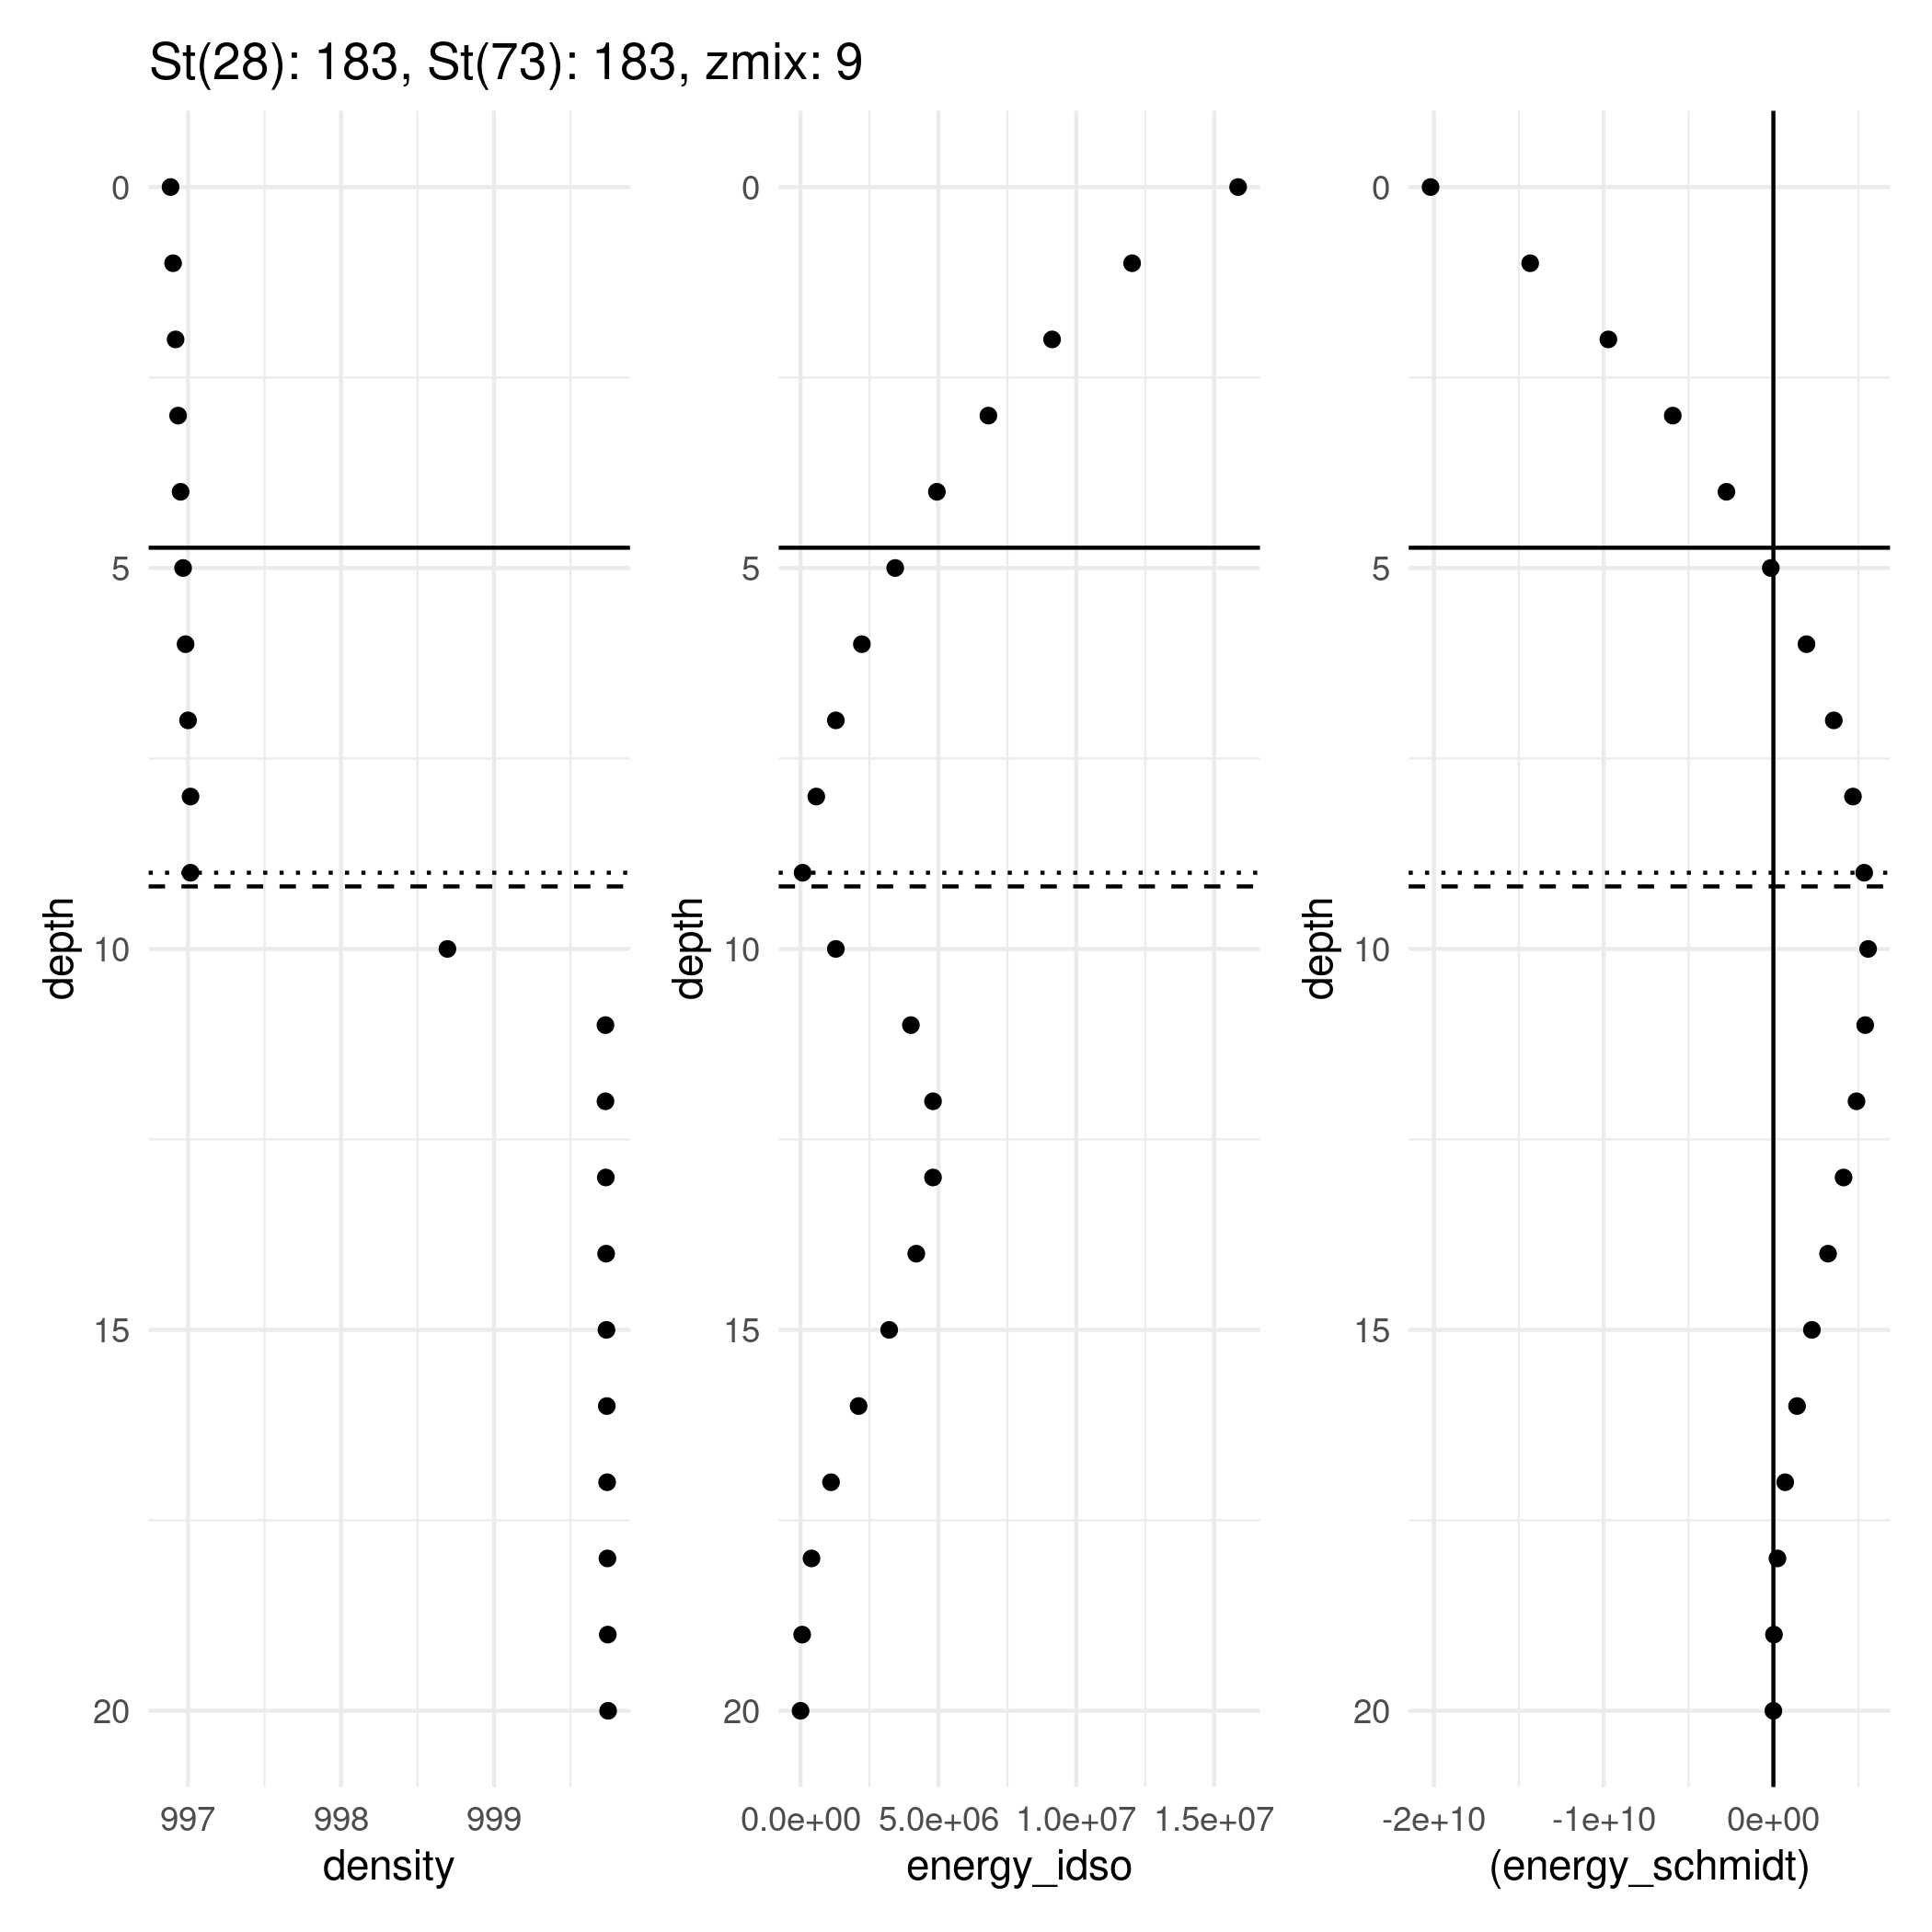 St(28): 183, St(73): 183, zmix: 9
0
5
10
15
20
depth
997 998 999
density
0
5
10
15
20
depth
0.0e+00 5.0e+06 1.0e+07 1.5e+07
energy_idso
0
5
10
15
20
depth
-2e+10 -1e+10 0e+00
(energy_schmidt)